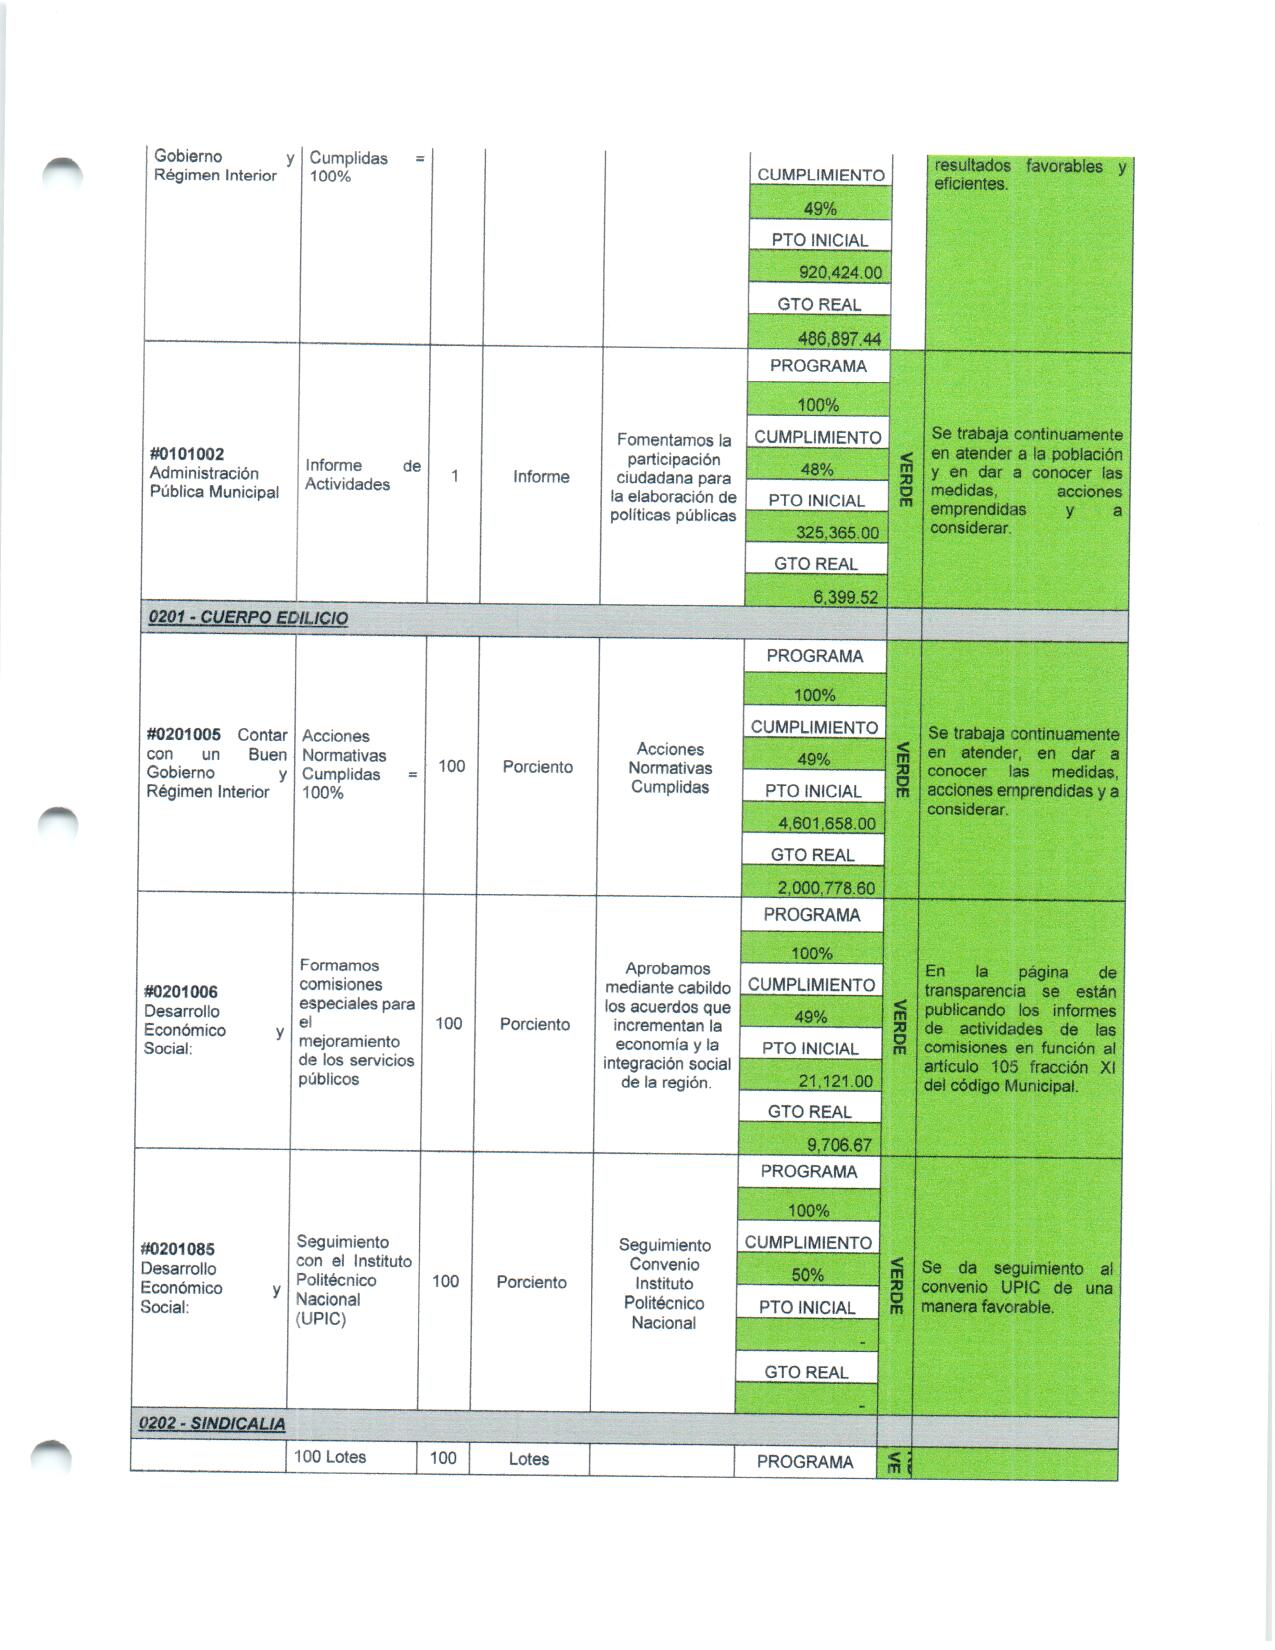 Gobierno y
Régimen Interior
Cumplidas =
100%
CUMPLIMIENTO
49%
PTO INICIAL
920,424.00
GTO REAL
486,897.44
resultados favorables y
eficientes.
#0101002
Administración
Pública Municipal
Informe de
Actividades
1
Informe
Fomentamos la
participación
ciudadana para
la elaboración de
políticas públicas
PROGRAMA
100%
CUMPLIMIENTO
48%
PTO INICIAL
325,365.00
GTO REAL
6,399.52
VERDE
Se trabaja continuamente
en atender a la población
y en dar a conocer las
medidas, acciones
emprendidas y a
considerar.
0201 - CUERPO EDILICIO
#0201005 Contar
con un Buen
Gobierno y
Régimen Interior
Acciones
Normativas
Cumplidas =
100%
100
Porciento
Acciones
Normativas
Cumplidas
PROGRAMA
100%
CUMPLIMIENTO
49%
PTO INICIAL
4,601,658.00
GTO REAL
2,000,778.60
VERDE
Se trabaja continuamente
en atender, en dar a
conocer las medidas,
acciones emprendidas y a
considerar.
#0201006
Desarrollo
Económico y
Social:
Formamos
comisiones
especiales para
el
mejoramiento
de los servicios
públicos
100
Porciento
Aprobamos
mediante cabildo
los acuerdos que
incrementan la
economía y la
integración social
de la región.
PROGRAMA
100%
CUMPLIMIENTO
49%
PTO INICIAL
21,121.00
GTO REAL
9,706.67
VERDE
En la página de
transparencia se están
publicando los informes
de actividades de las
comisiones en función al
artículo 105 fracción XI
del código Municipal.
#0201085
Desarrollo
Económico y
Social:
Seguimiento
con el Instituto
Politécnico
Nacional
(UPIC)
100
Porciento
Seguimiento
Convenio
Instituto
Politécnico
Nacional
PROGRAMA
100%
CUMPLIMIENTO
50%
PTO INICIAL
-
GTO REAL
-
VERDE
Se da seguimiento al
convenio UPIC de una
manera favorable.
0202 - SINDICALIA
100 Lotes
100
Lotes
PROGRAMA
VE